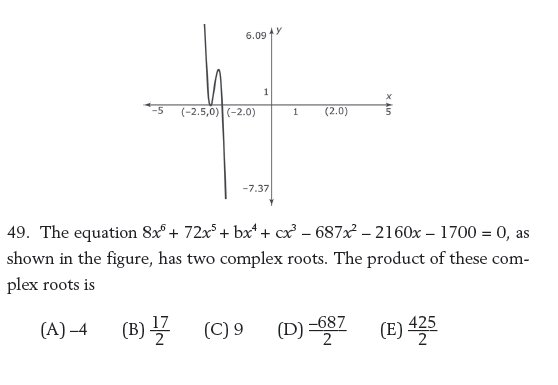 6.09 y
1
x
-5 (-2.5,0) (-2.0) 1 (2.0) 5
-7.37
49. The equation 8x⁶ + 72x⁵ + bx⁴ + cx³ – 687x² – 2160x – 1700 = 0, as
shown in the figure, has two complex roots. The product of these com-
plex roots is
(A) –4 (B) 17/2 (C) 9 (D) –687/2 (E) 425/2